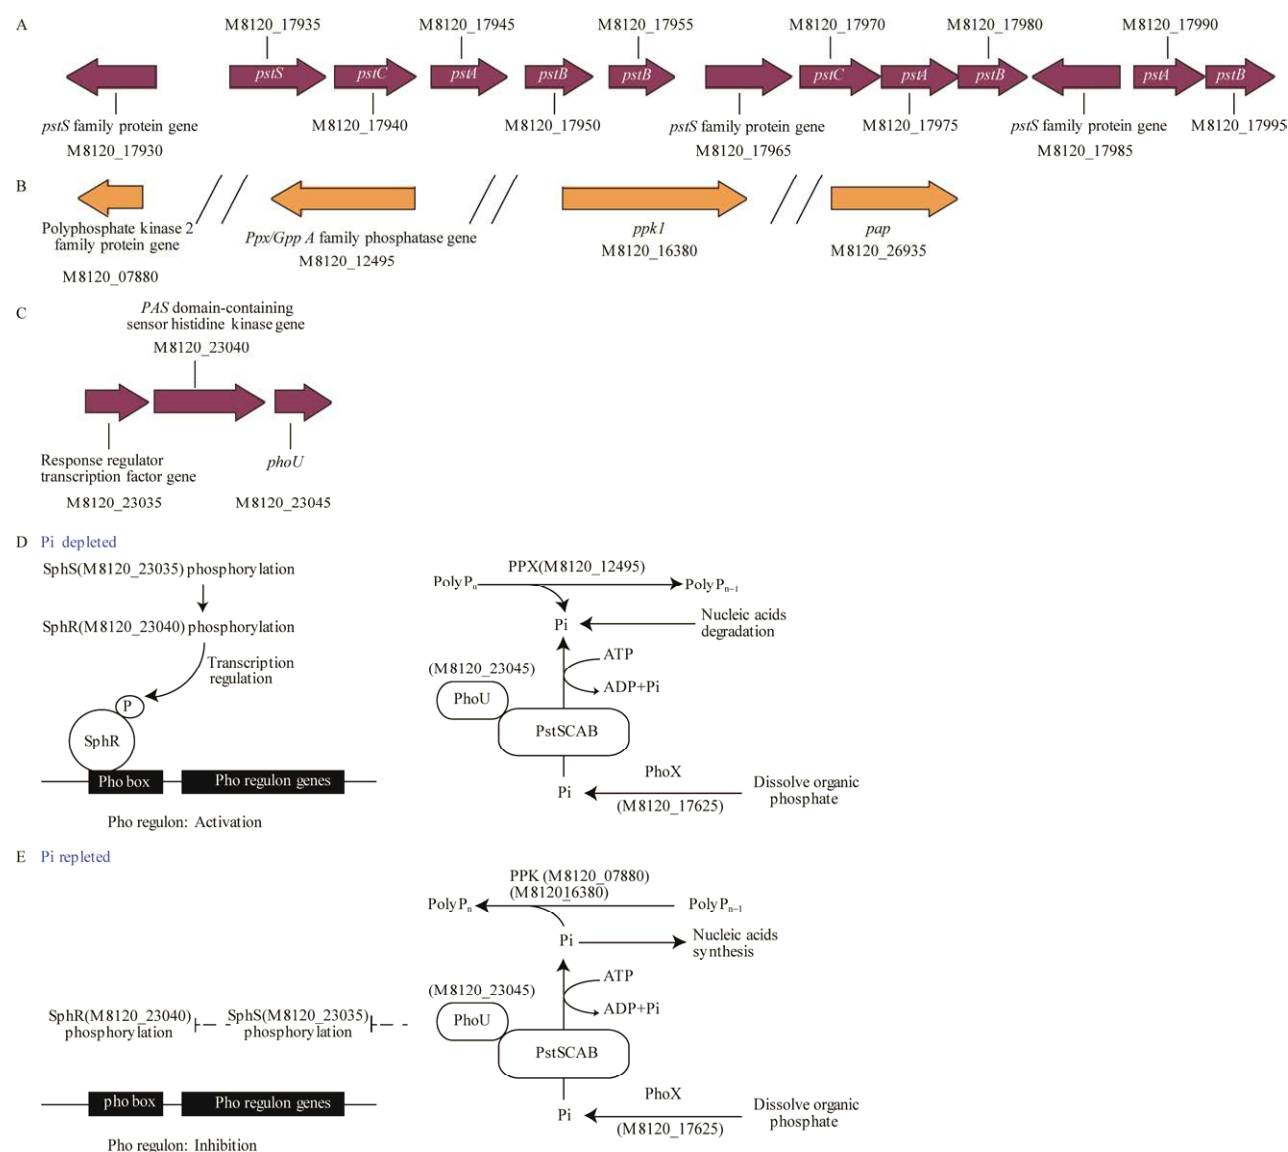 A
M8120_17935
M8120_17945
M8120_17955
M8120_17970
M8120_17980
M8120_17990
pstS
pstC
pstA
pstB
pstB
pstC
pstA
pstB
pstA
pstB
pstS family protein gene
M8120_17930
M8120_17940
M8120_17950
pstS family protein gene
M8120_17965
M8120_17975
pstS family protein gene
M8120_17985
M8120_17995
B
Polyphosphate kinase 2
family protein gene
M8120_07880
Ppx/Gpp A family phosphatase gene
M8120_12495
ppk1
M8120_16380
pap
M8120_26935
C
PAS domain-containing
sensor histidine kinase gene
M8120_23040
Response regulator
transcription factor gene
M8120_23035
phoU
M8120_23045
D Pi depleted
SphS(M8120_23035) phosphorylation
SphR(M8120_23040) phosphorylation
Transcription
regulation
P
SphR
Pho box
Pho regulon genes
Pho regulon: Activation
PPX(M8120_12495)
Poly Pn
Poly Pn−1
Pi
Nucleic acids
degradation
ATP
ADP+Pi
(M8120_23045)
PhoU
PstSCAB
Pi
PhoX
(M8120_17625)
Dissolve organic
phosphate
E Pi repleted
PPK (M8120_07880)
(M812016380)
Poly Pn
Poly Pn−1
Pi
Nucleic acids
synthesis
ATP
ADP+Pi
(M8120_23045)
PhoU
PstSCAB
SphR(M8120_23040)
phosphorylation
SphS(M8120_23035)
phosphorylation
pho box
Pho regulon genes
Pho regulon: Inhibition
Pi
PhoX
(M8120_17625)
Dissolve organic
phosphate